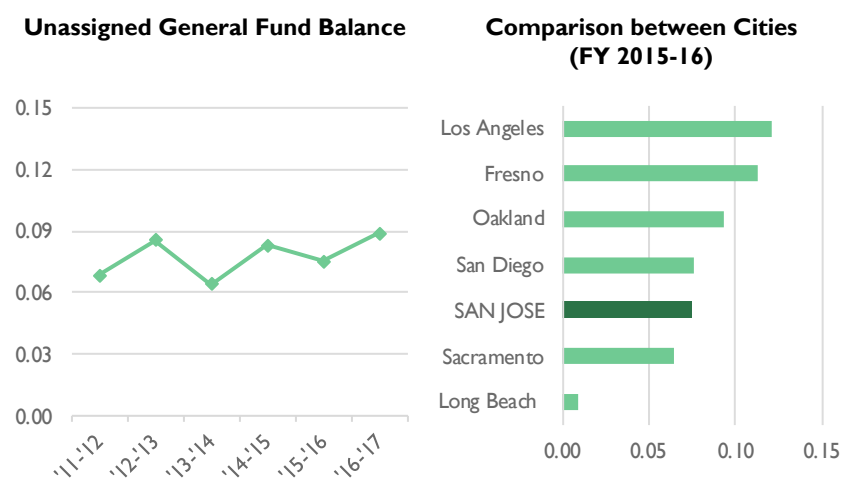 Unassigned General Fund Balance
0.15
0.12
0.09
0.06
0.03
0.00
'11-'12
'12-'13
'13-'14
'14-'15
'15-'16
'16-'17
Comparison between Cities
(FY 2015-16)
Los Angeles
Fresno
Oakland
San Diego
SAN JOSE
Sacramento
Long Beach
0.00 0.05 0.10 0.15